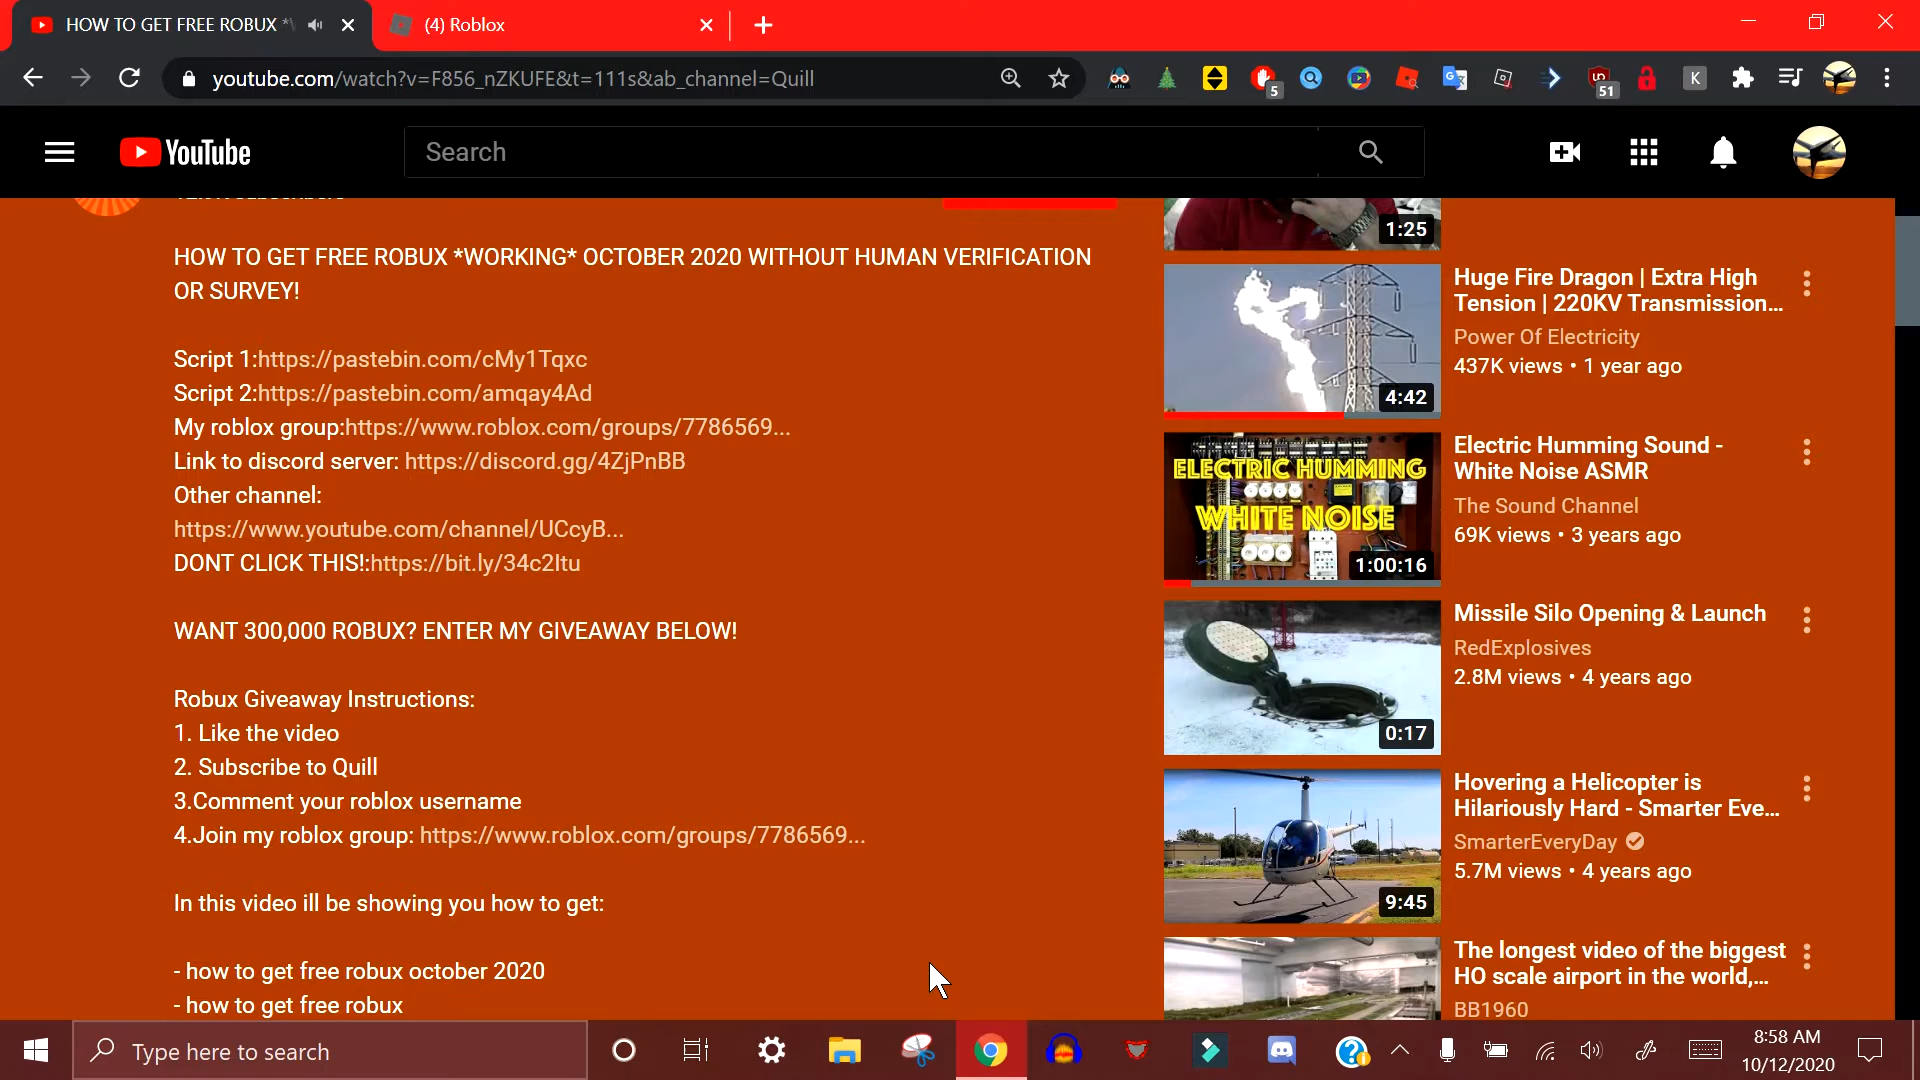 HOW TO GET FREE ROBUX *
(4) Roblox
youtube.com/watch?v=F856_nZKUFE&t=111s&ab_channel=Quill
5
51
K
YouTube
Search
HOW TO GET FREE ROBUX *WORKING* OCTOBER 2020 WITHOUT HUMAN VERIFICATION
OR SURVEY!
Script 1:https://pastebin.com/cMy1Tqxc
Script 2:https://pastebin.com/amqay4Ad
My roblox group:https://www.roblox.com/groups/7786569...
Link to discord server: https://discord.gg/4ZjPnBB
Other channel:
https://www.youtube.com/channel/UCcyB...
DONT CLICK THIS!:https://bit.ly/34c2Itu
WANT 300,000 ROBUX? ENTER MY GIVEAWAY BELOW!
Robux Giveaway Instructions:
1. Like the video
2. Subscribe to Quill
3.Comment your roblox username
4.Join my roblox group: https://www.roblox.com/groups/7786569...
In this video ill be showing you how to get:
- how to get free robux october 2020
- how to get free robux
1:25
4:42
Huge Fire Dragon | Extra High
Tension | 220KV Transmission...
Power Of Electricity
437K views • 1 year ago
ELECTRIC HUMMING
WHITE NOISE
1:00:16
Electric Humming Sound -
White Noise ASMR
The Sound Channel
69K views • 3 years ago
0:17
Missile Silo Opening & Launch
RedExplosives
2.8M views • 4 years ago
9:45
Hovering a Helicopter is
Hilariously Hard - Smarter Eve...
SmarterEveryDay
5.7M views • 4 years ago
The longest video of the biggest
HO scale airport in the world,...
BB1960
Type here to search
8:58 AM
10/12/2020